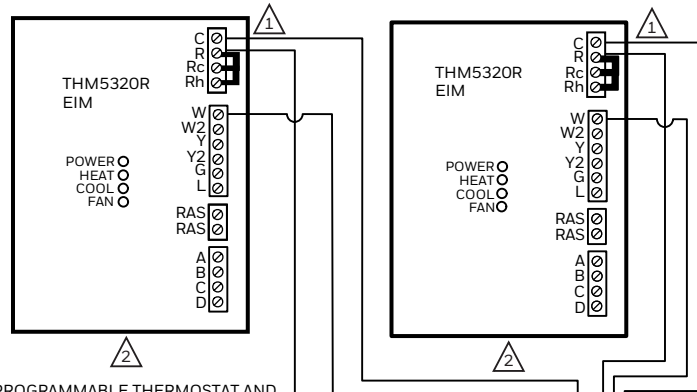 1
C
R
Rc
Rh
THM5320R
EIM
W
W2
Y
Y2
G
L
POWER
HEAT
COOL
FAN
RAS
RAS
A
B
C
D
2
1
C
R
Rc
Rh
THM5320R
EIM
W
W2
Y
Y2
G
L
POWER
HEAT
COOL
FAN
RAS
RAS
A
B
C
D
2
PROGRAMMABLE THERMOSTAT AND